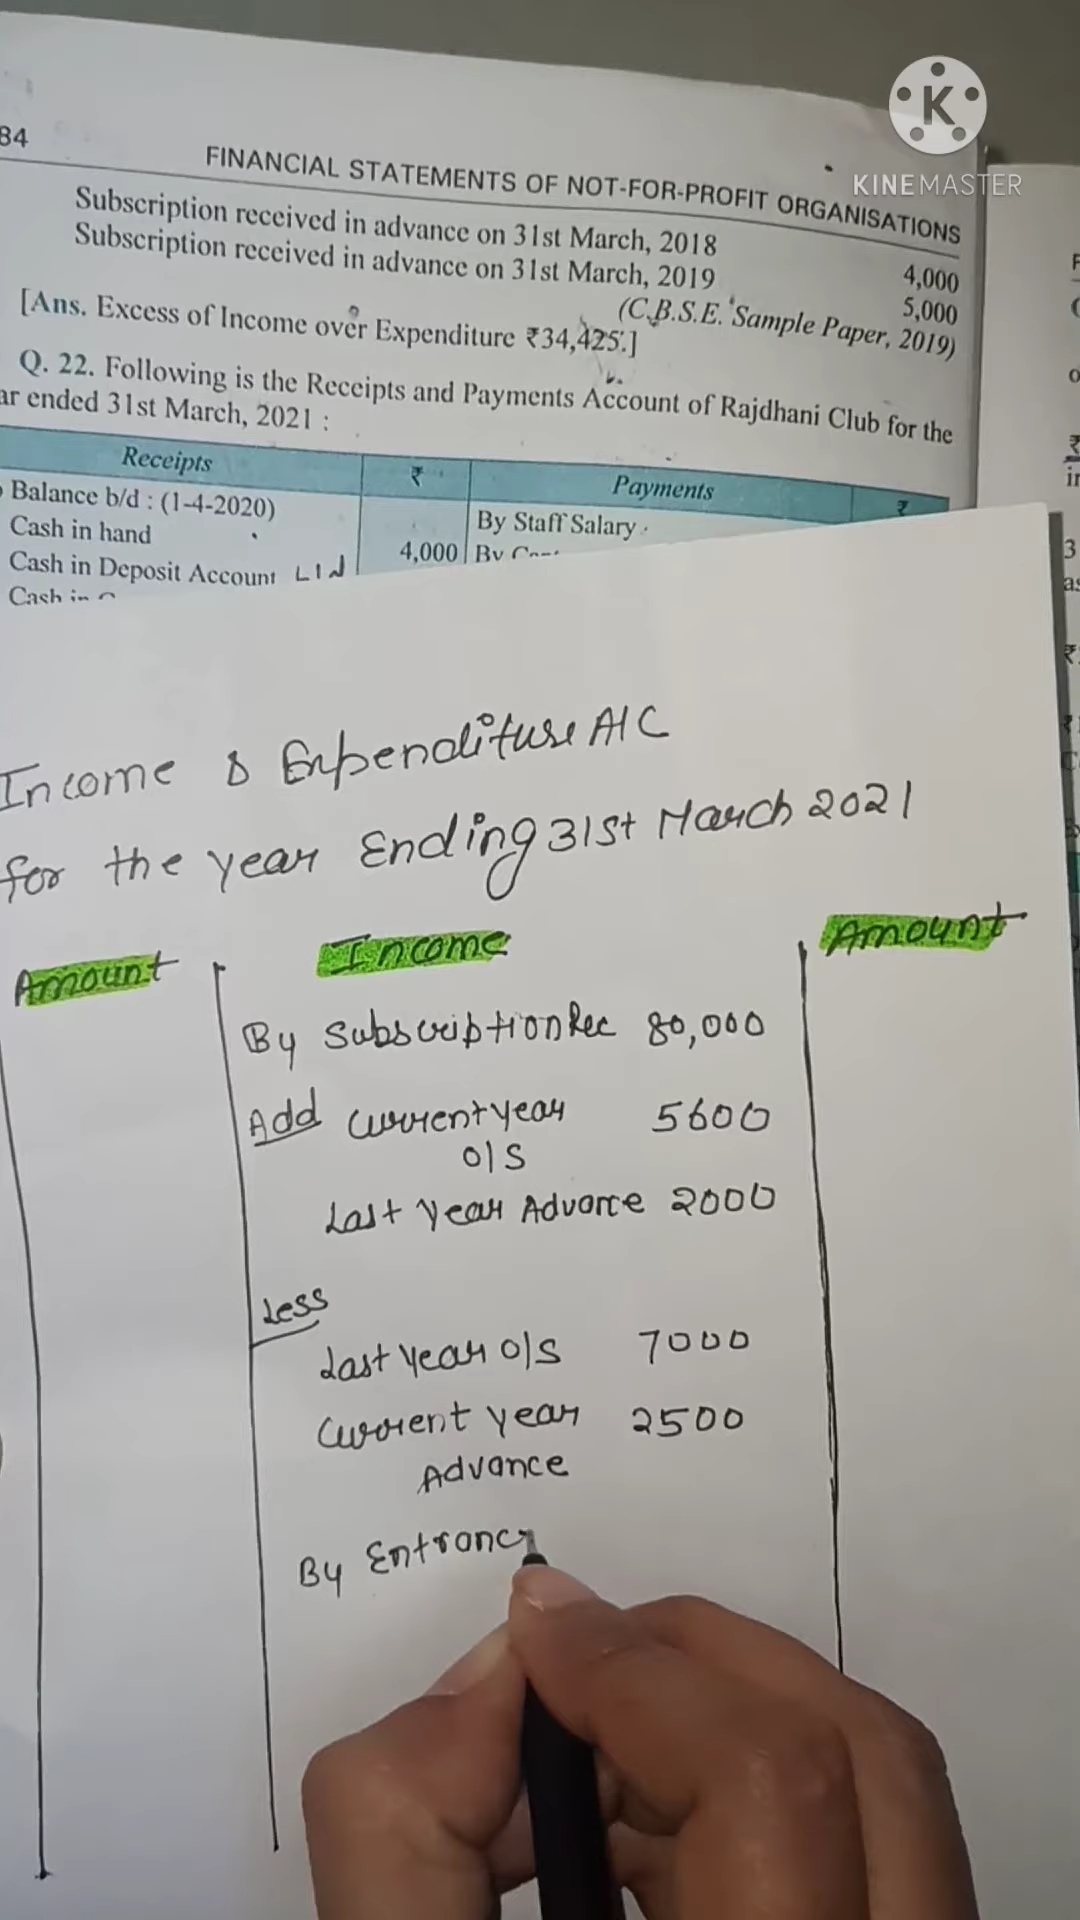 K
KINEMASTER
84
FINANCIAL STATEMENTS OF NOT-FOR-PROFIT ORGANISATIONS
Subscription received in advance on 31st March, 2018 4,000
Subscription received in advance on 31st March, 2019 5,000
(C.B.S.E. Sample Paper, 2019)
[Ans. Excess of Income over Expenditure ₹34,425.]
Q. 22. Following is the Receipts and Payments Account of Rajdhani Club for the
ar ended 31st March, 2021 :
Receipts ₹ Payments ₹
Balance b/d : (1-4-2020) By Staff Salary
Cash in hand 4,000 By
Cash in Deposit Account
Cash in
Income & Expenditure A/C
for the year Ending 31st March 2021
Amount Income Amount
By Subscription Rec 80,000
Add Current year 5600
O/S
Last Year Advance 2000
Less
Last Year O/S 7000
Current year 2500
Advance
By Entranc